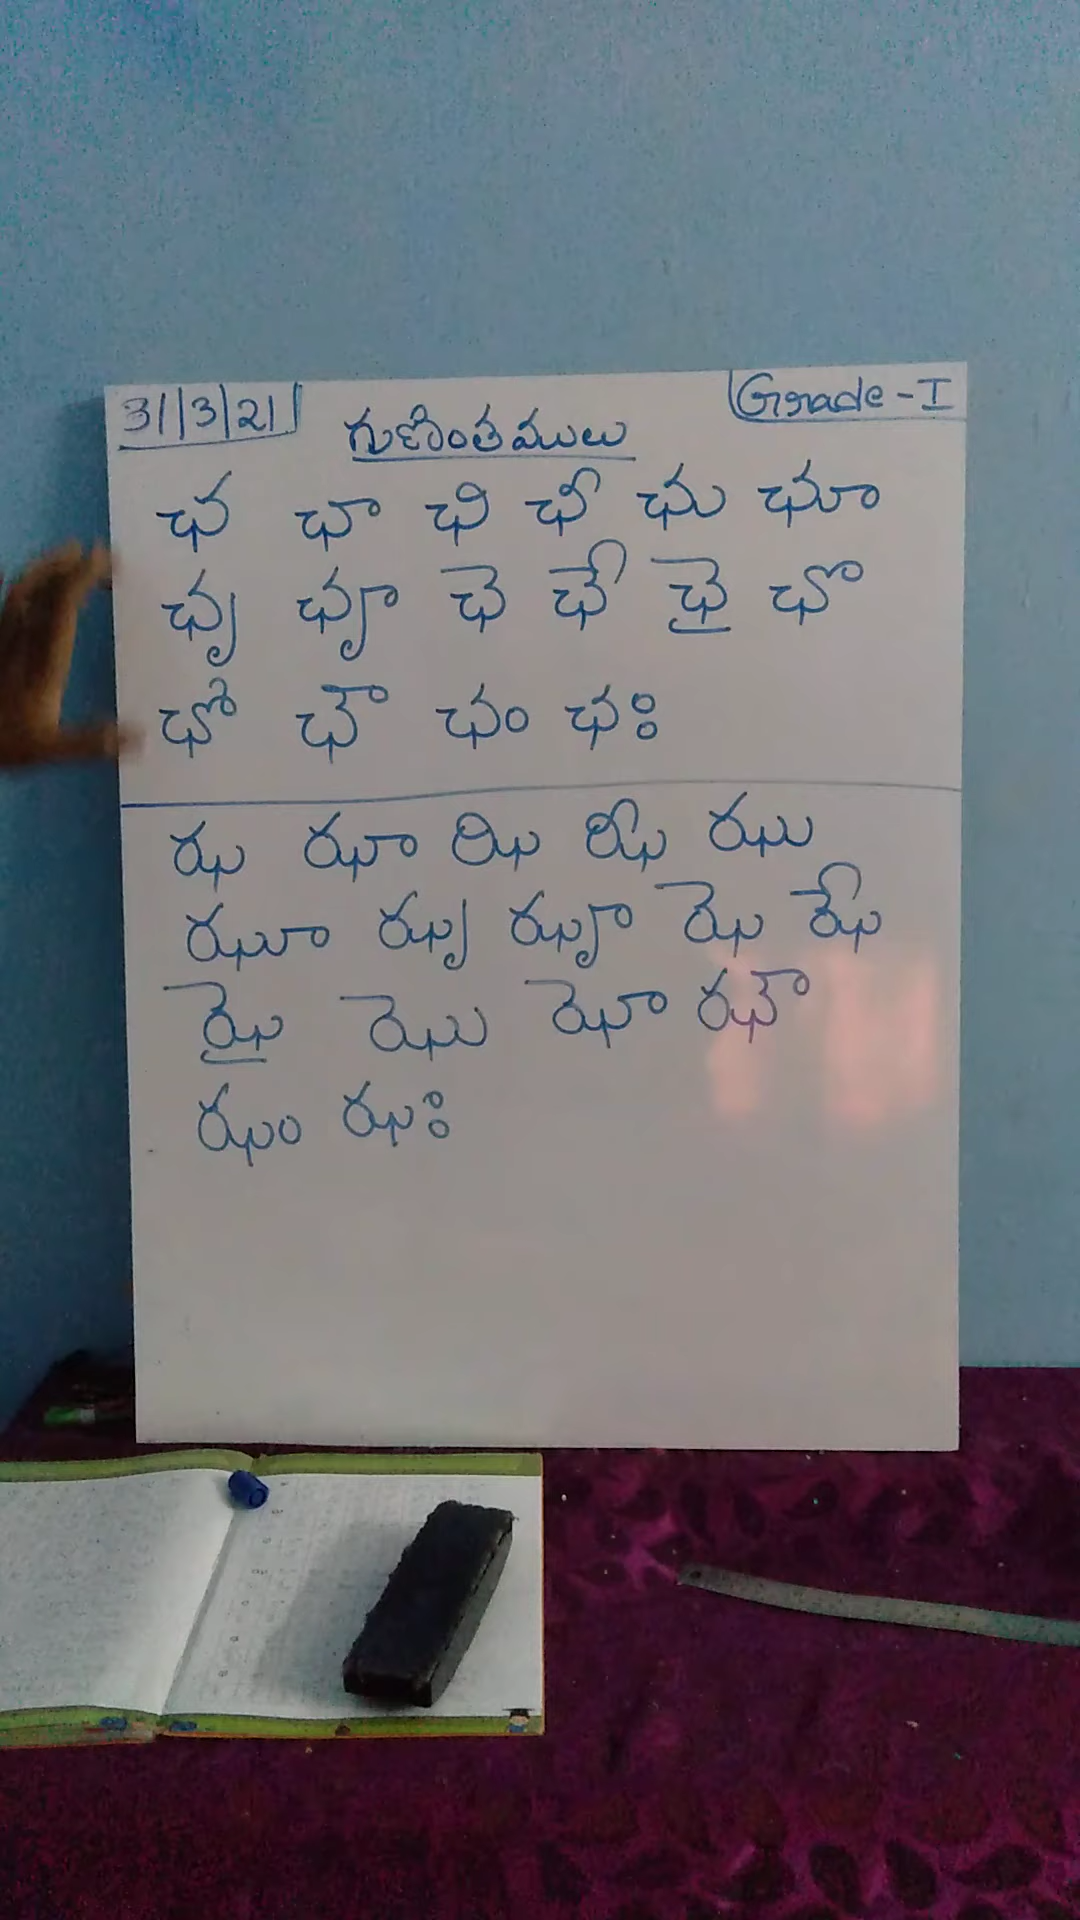 31/3/21 Grade-I
గుణింతములు
ఛ ఛా ఛి ఛీ ఛు ఛూ
ఛృ ఛౄ ఛె ఛే ఛై ఛొ
ఛో ఛౌ ఛం ఛః
ఝ ఝా ఝి ఝీ ఝు
ఝూ ఝృ ఝౄ ఝె ఝే
ఝై ఝొ ఝో ఝౌ
ఝం ఝః